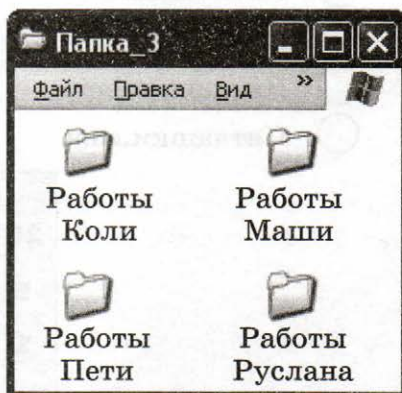 Папка_3
Файл Правка Вид »
Работы
Коли
Работы
Маши
Работы
Пети
Работы
Руслана